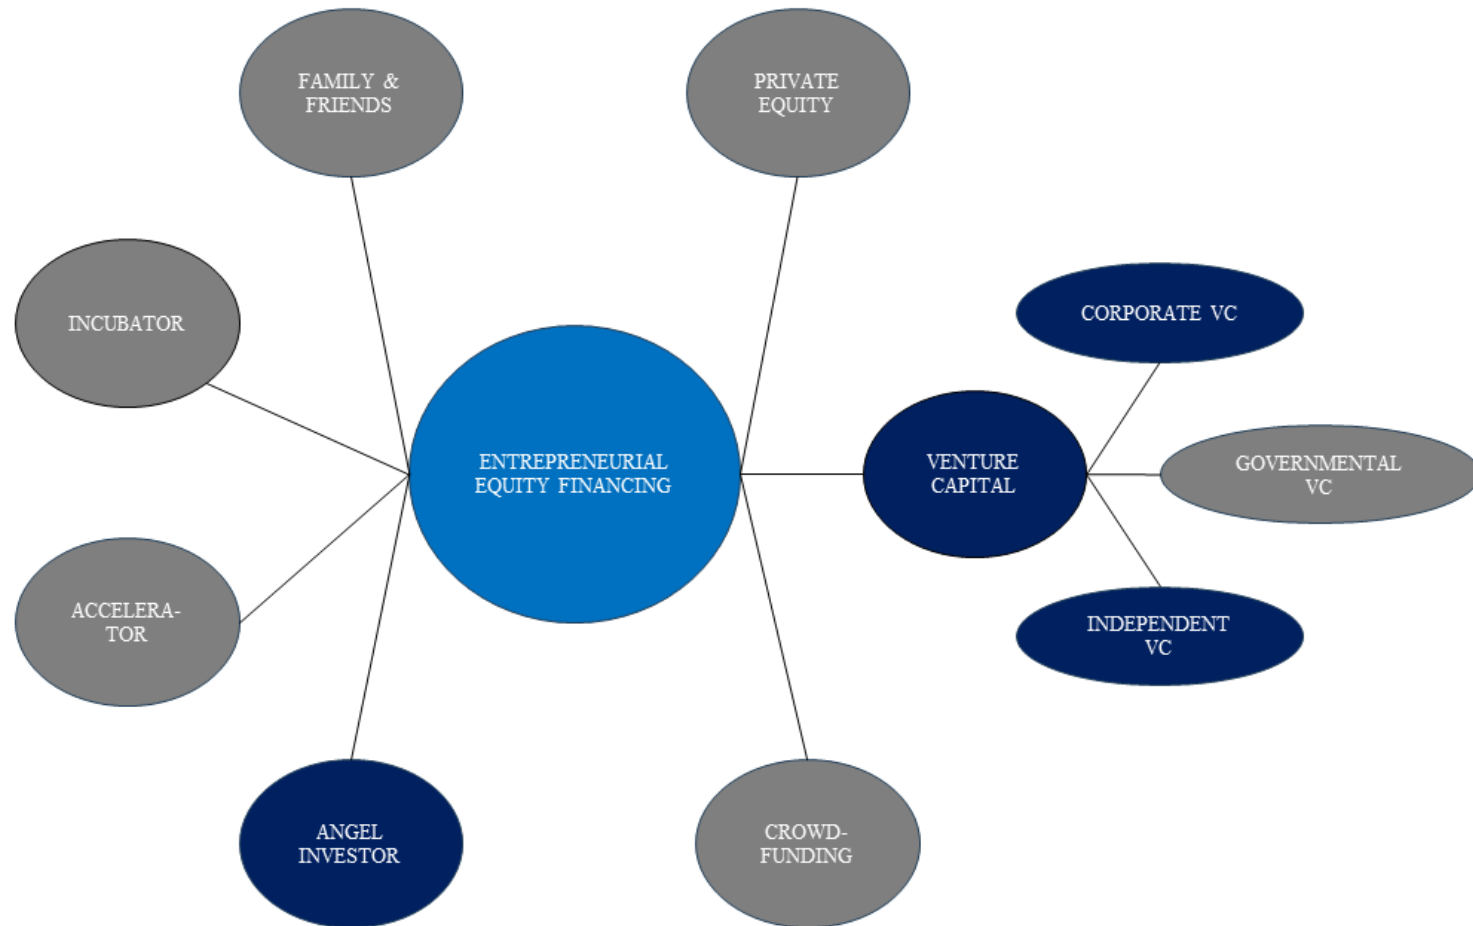 FAMILY &
FRIENDS
PRIVATE
EQUITY
INCUBATOR
CORPORATE VC
ENTREPRENEURIAL
EQUITY FINANCING
VENTURE
CAPITAL
GOVERNMENTAL
VC
ACCELERA-
TOR
INDEPENDENT
VC
ANGEL
INVESTOR
CROWD-
FUNDING